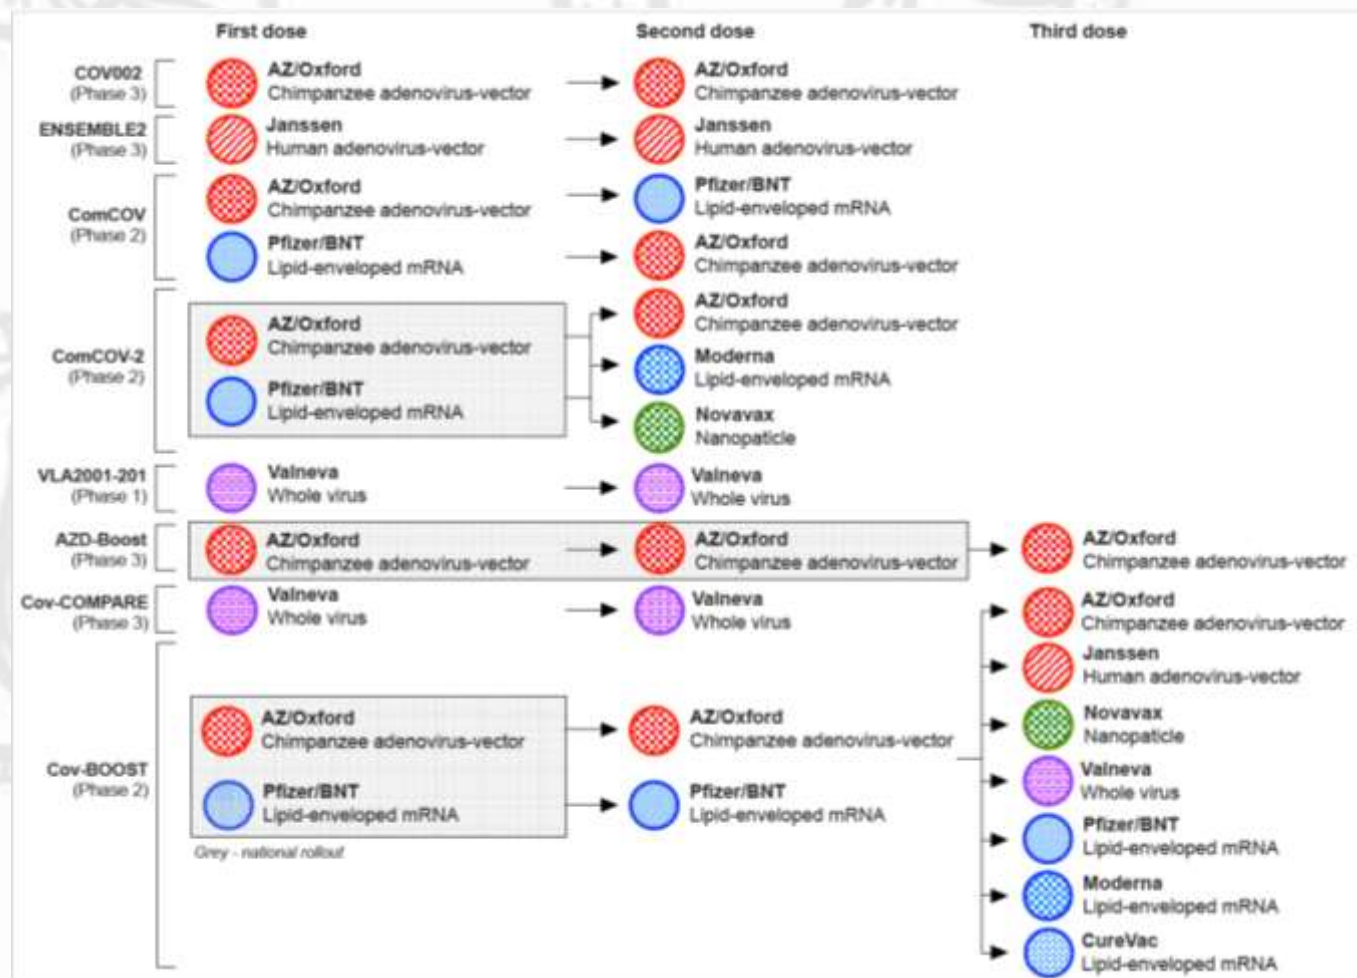 First dose
Second dose
Third dose
COV002
(Phase 3)
AZ/Oxford
Chimpanzee adenovirus-vector
AZ/Oxford
Chimpanzee adenovirus-vector
ENSEMBLE2
(Phase 3)
Janssen
Human adenovirus-vector
Janssen
Human adenovirus-vector
ComCOV
(Phase 2)
AZ/Oxford
Chimpanzee adenovirus-vector
Pfizer/BNT
Lipid-enveloped mRNA
Pfizer/BNT
Lipid-enveloped mRNA
AZ/Oxford
Chimpanzee adenovirus-vector
ComCOV-2
(Phase 2)
AZ/Oxford
Chimpanzee adenovirus-vector
Pfizer/BNT
Lipid-enveloped mRNA
AZ/Oxford
Chimpanzee adenovirus-vector
Moderna
Lipid-enveloped mRNA
Novavax
Nanopaticle
VLA2001-201
(Phase 1)
Valneva
Whole virus
Valneva
Whole virus
AZD-Boost
(Phase 3)
AZ/Oxford
Chimpanzee adenovirus-vector
AZ/Oxford
Chimpanzee adenovirus-vector
AZ/Oxford
Chimpanzee adenovirus-vector
Cov-COMPARE
(Phase 3)
Valneva
Whole virus
Valneva
Whole virus
Cov-BOOST
(Phase 2)
AZ/Oxford
Chimpanzee adenovirus-vector
Pfizer/BNT
Lipid-enveloped mRNA
Grey - national rollout
AZ/Oxford
Chimpanzee adenovirus-vector
Pfizer/BNT
Lipid-enveloped mRNA
AZ/Oxford
Chimpanzee adenovirus-vector
Janssen
Human adenovirus-vector
Novavax
Nanopaticle
Valneva
Whole virus
Pfizer/BNT
Lipid-enveloped mRNA
Moderna
Lipid-enveloped mRNA
CureVac
Lipid-enveloped mRNA